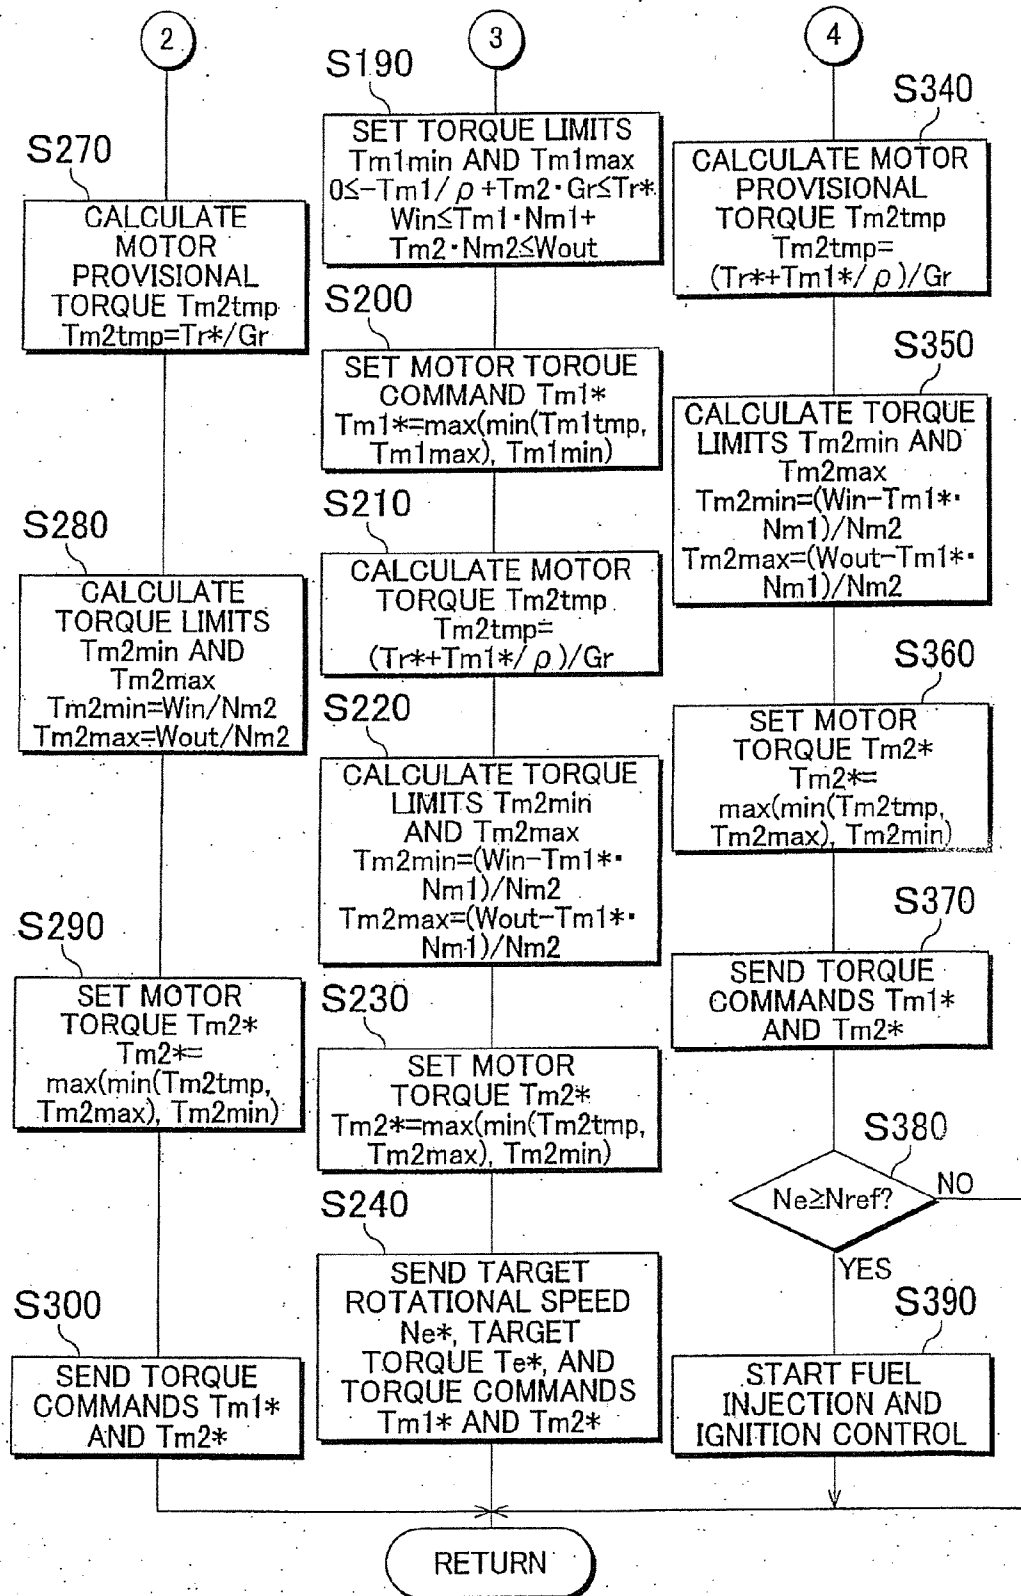 2
S270
CALCULATE
MOTOR
PROVISIONAL
TORQUE Tm2tmp
Tm2tmp=Tr*/Gr
S280
CALCULATE
TORQUE LIMITS
Tm2min AND
Tm2max
Tm2min=Win/Nm2
Tm2max=Wout/Nm2
S290
SET MOTOR
TORQUE Tm2*
Tm2*=
max(min(Tm2tmp,
Tm2max), Tm2min)
S300
SEND TORQUE
COMMANDS Tm1*
AND Tm2*
3
S190
SET TORQUE LIMITS
Tm1min AND Tm1max
0≤-Tm1/ρ+Tm2・Gr≤Tr*
Win≤Tm1・Nm1+
Tm2・Nm2≤Wout
S200
SET MOTOR TORQUE
COMMAND Tm1*
Tm1*=max(min(Tm1tmp,
Tm1max), Tm1min)
S210
CALCULATE MOTOR
TORQUE Tm2tmp
Tm2tmp=
(Tr*+Tm1*/ρ)/Gr
S220
CALCULATE TORQUE
LIMITS Tm2min
AND Tm2max
Tm2min=(Win-Tm1*・
Nm1)/Nm2
Tm2max=(Wout-Tm1*・
Nm1)/Nm2
S230
SET MOTOR
TORQUE Tm2*
Tm2*=max(min(Tm2tmp,
Tm2max), Tm2min)
S240
SEND TARGET
ROTATIONAL SPEED
Ne*, TARGET
TORQUE Te*, AND
TORQUE COMMANDS
Tm1* AND Tm2*
4
S340
CALCULATE MOTOR
PROVISIONAL
TORQUE Tm2tmp
Tm2tmp=
(Tr*+Tm1*/ρ)/Gr
S350
CALCULATE TORQUE
LIMITS Tm2min AND
Tm2max
Tm2min=(Win-Tm1*・
Nm1)/Nm2
Tm2max=(Wout-Tm1*・
Nm1)/Nm2
S360
SET MOTOR
TORQUE Tm2*
Tm2*=
max(min(Tm2tmp,
Tm2max), Tm2min)
S370
SEND TORQUE
COMMANDS Tm1*
AND Tm2*
S380
Ne≥Nref?
NO
YES
S390
START FUEL
INJECTION AND
IGNITION CONTROL
RETURN